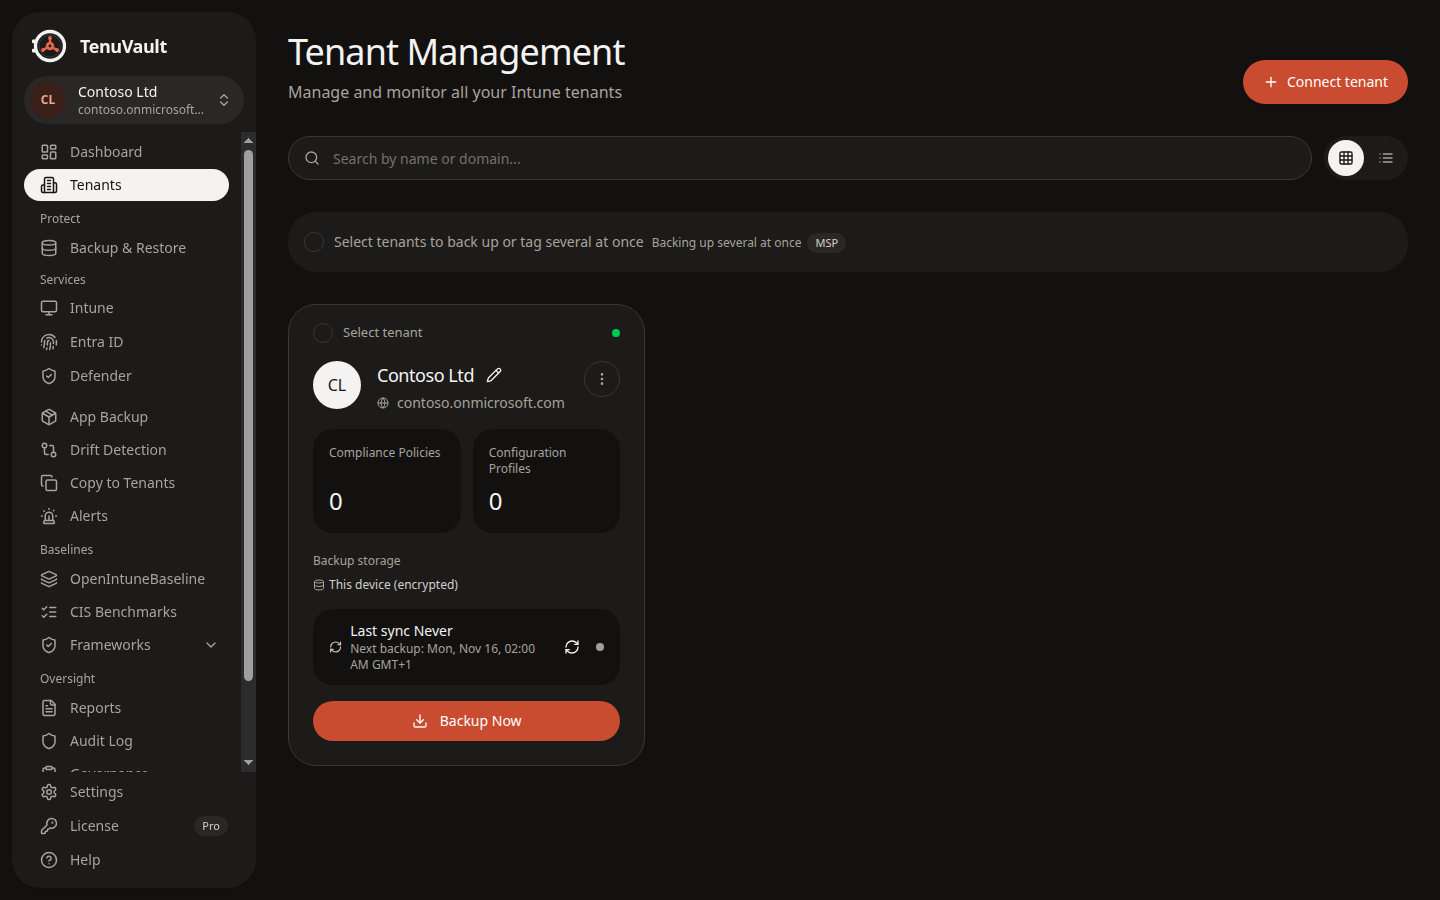 TenuVault
CL
Contoso Ltd
contoso.onmicrosoft...
Dashboard
Tenants
Protect
Backup & Restore
Services
Intune
Entra ID
Defender
App Backup
Drift Detection
Copy to Tenants
Alerts
Baselines
OpenIntuneBaseline
CIS Benchmarks
Frameworks
Oversight
Reports
Audit Log
Settings
License
Pro
Help
Tenant Management
Manage and monitor all your Intune tenants
Connect tenant
Search by name or domain...
Select tenants to back up or tag several at once Backing up several at once MSP
Select tenant
CL
Contoso Ltd
contoso.onmicrosoft.com
Compliance Policies
0
Configuration
Profiles
0
Backup storage
This device (encrypted)
Last sync Never
Next backup: Mon, Nov 16, 02:00
AM GMT+1
Backup Now